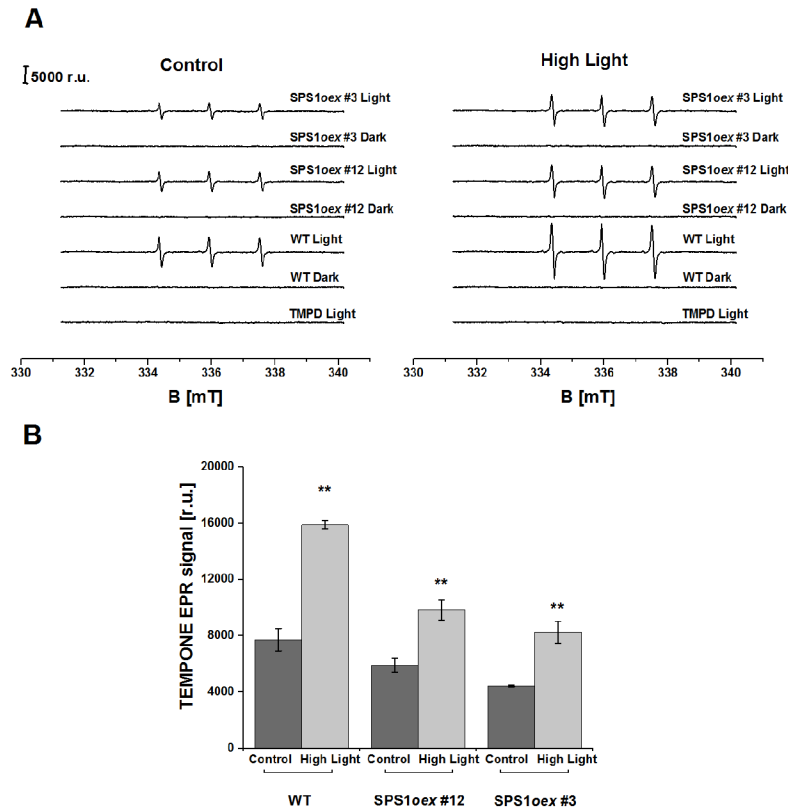 A
5000 r.u.
Control
SPS1oex #3 Light
SPS1oex #3 Dark
SPS1oex #12 Light
SPS1oex #12 Dark
WT Light
WT Dark
TMPD Light
330 332 334 336 338 340
B [mT]
High Light
SPS1oex #3 Light
SPS1oex #3 Dark
SPS1oex #12 Light
SPS1oex #12 Dark
WT Light
WT Dark
TMPD Light
330 332 334 336 338 340
B [mT]
B
TEMPONE EPR signal [r.u.]
20000
16000
12000
8000
4000
0
**
**
**
Control High Light Control High Light Control High Light
WT SPS1oex #12 SPS1oex #3